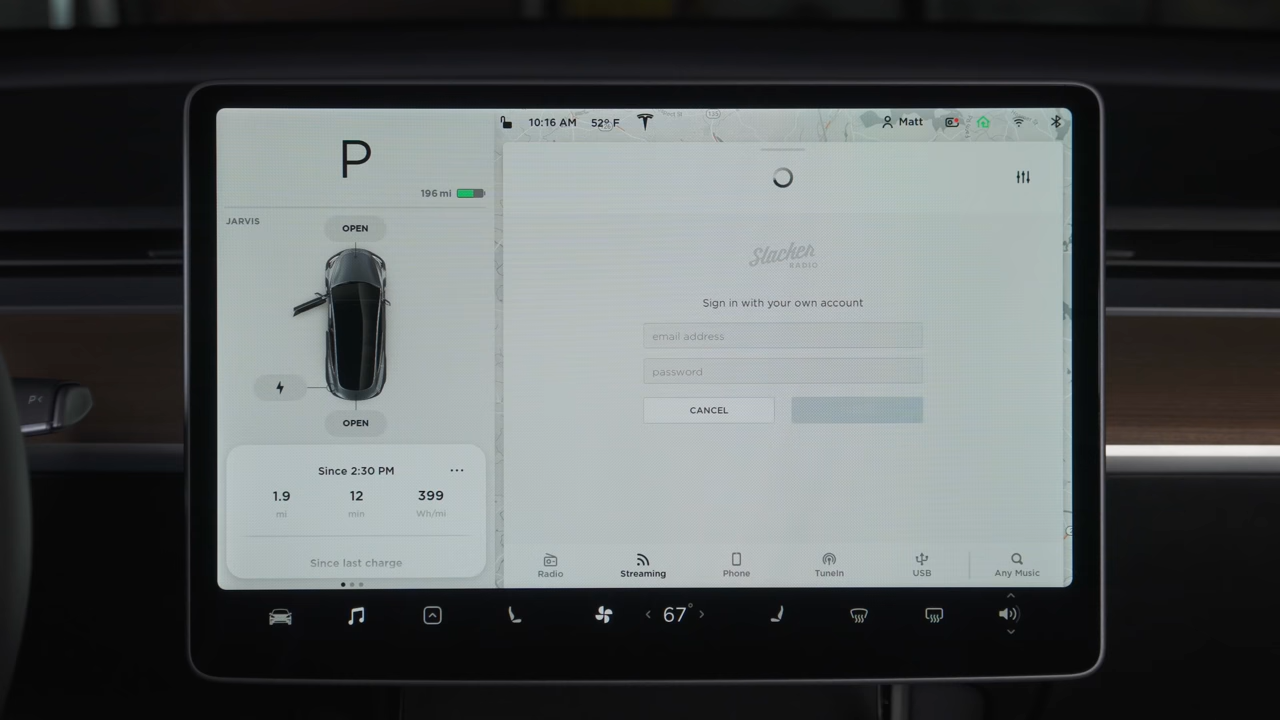 P
196 mi
JARVIS
OPEN
OPEN
Since 2:30 PM
1.9 12 399
mi min Wh/mi
Since last charge
10:16 AM 52° F
Matt
Slacker
RADIO
Sign in with your own account
email address
password
CANCEL
Radio Streaming Phone TuneIn USB Any Music
67°
P<